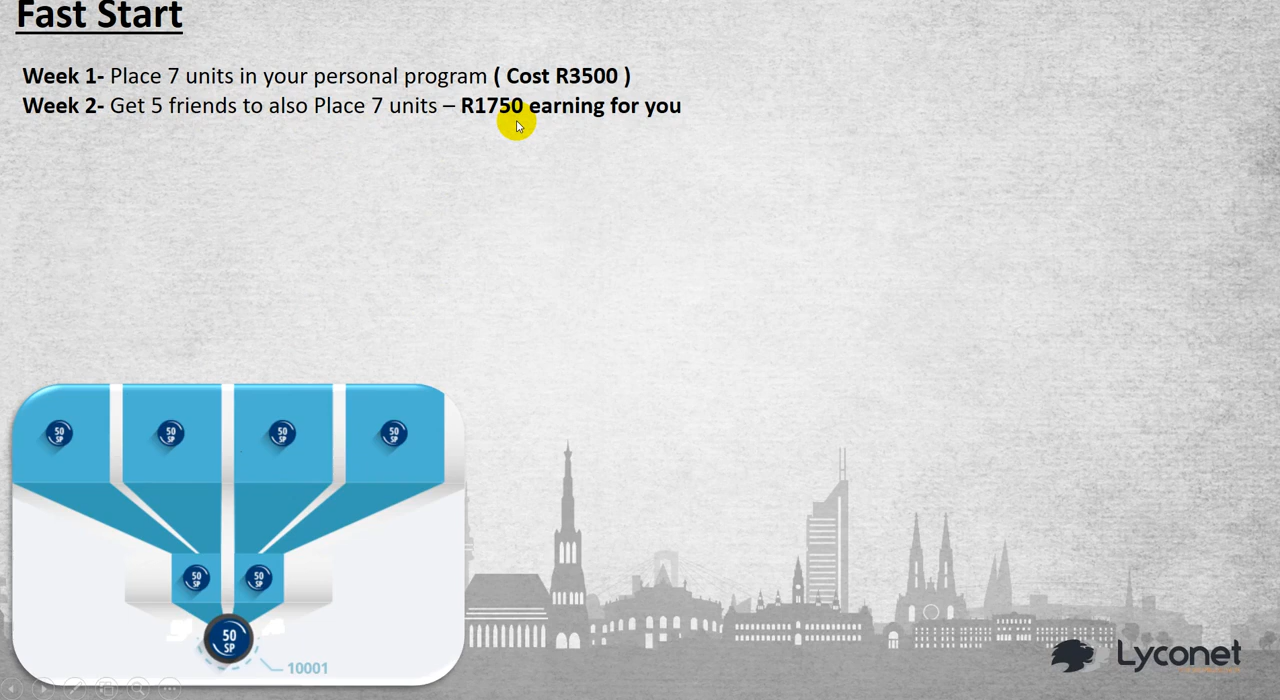 Fast Start
Week 1- Place 7 units in your personal program ( Cost R3500 )
Week 2- Get 5 friends to also Place 7 units – R1750 earning for you
50 SP
50 SP
50 SP
50 SP
50 SP
50 SP
50 SP
10001
Lyconet